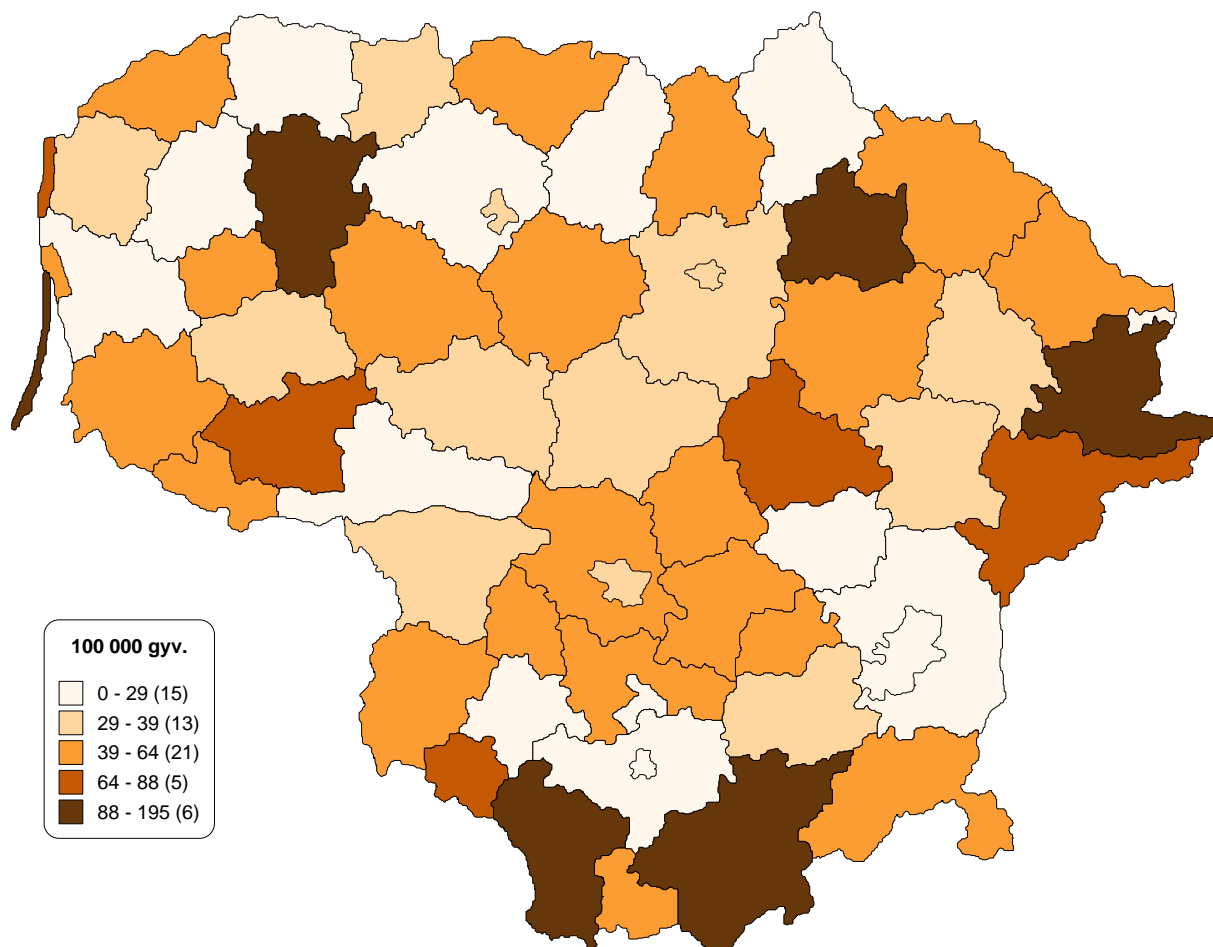 100 000 gyv.
0 - 29 (15)
29 - 39 (13)
39 - 64 (21)
64 - 88 (5)
88 - 195 (6)